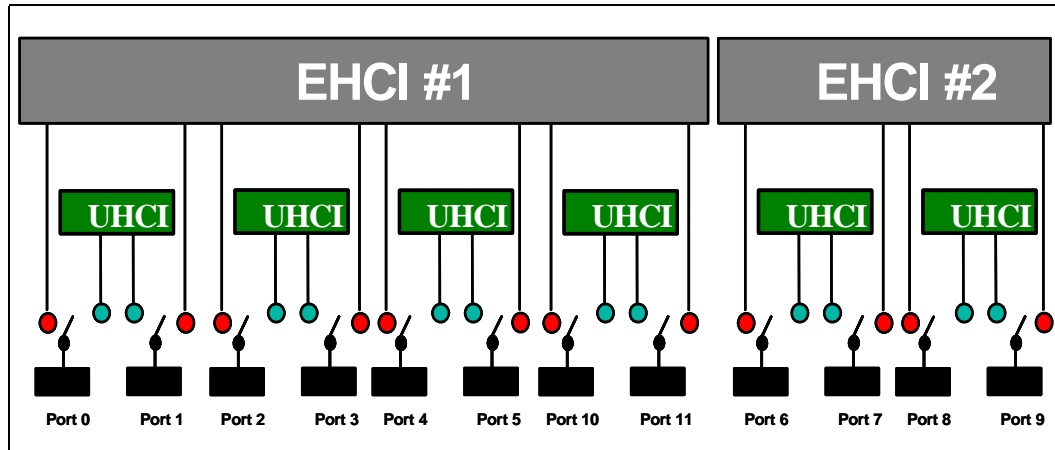 EHCI #1
EHCI #2
UHCI
UHCI
UHCI
UHCI
UHCI
UHCI
Port 0
Port 1
Port 2
Port 3
Port 4
Port 5
Port 10
Port 11
Port 6
Port 7
Port 8
Port 9